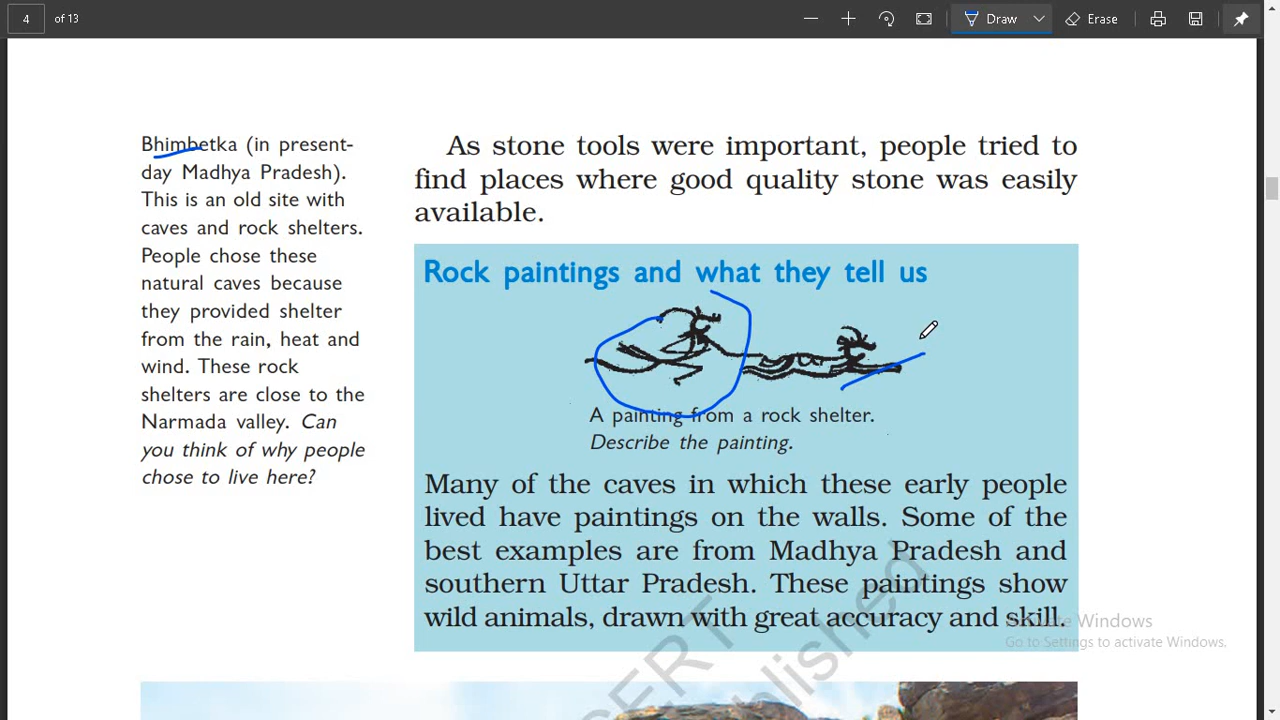 4 of 13 Draw Erase
Bhimbetka (in present-
day Madhya Pradesh).
This is an old site with
caves and rock shelters.
People chose these
natural caves because
they provided shelter
from the rain, heat and
wind. These rock
shelters are close to the
Narmada valley. Can
you think of why people
chose to live here?
As stone tools were important, people tried to
find places where good quality stone was easily
available.
Rock paintings and what they tell us
A painting from a rock shelter.
Describe the painting.
Many of the caves in which these early people
lived have paintings on the walls. Some of the
best examples are from Madhya Pradesh and
southern Uttar Pradesh. These paintings show
wild animals, drawn with great accuracy and skill.
Activate Windows
Go to Settings to activate Windows.